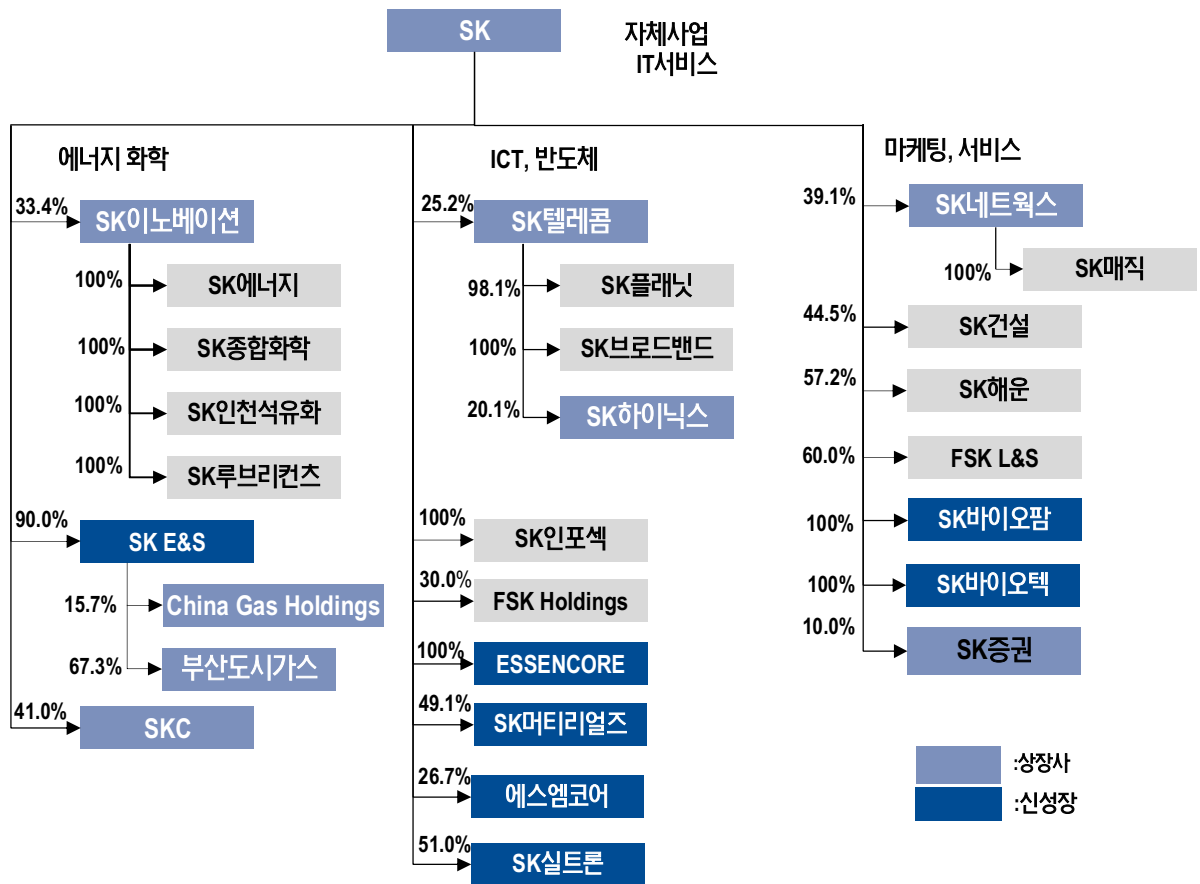 SK
자체사업
IT서비스
에너지 화학
33.4%
SK이노베이션
100%
SK에너지
100%
SK종합화학
100%
SK인천석유화
100%
SK루브리컨츠
90.0%
SK E&S
15.7%
China Gas Holdings
67.3%
부산도시가스
41.0%
SKC
ICT, 반도체
25.2%
SK텔레콤
98.1%
SK플래닛
100%
SK브로드밴드
20.1%
SK하이닉스
100%
SK인포섹
30.0%
FSK Holdings
100%
ESSENCORE
49.1%
SK머티리얼즈
26.7%
에스엠코어
51.0%
SK실트론
마케팅, 서비스
39.1%
SK네트웍스
100%
SK매직
44.5%
SK건설
57.2%
SK해운
60.0%
FSK L&S
100%
SK바이오팜
100%
SK바이오텍
10.0%
SK증권
:상장사
:신성장